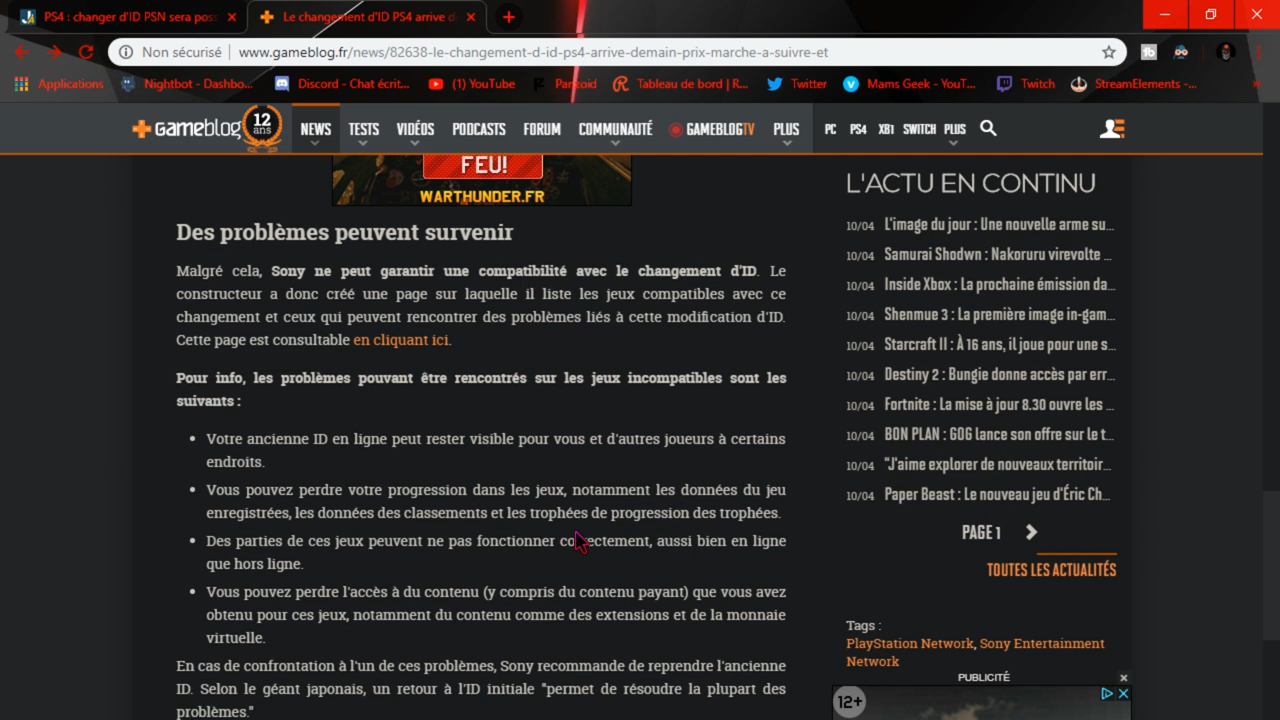 PS4 : changer d'ID PSN sera pos
Le changement d'ID PS4 arrive d
Non sécurisé | www.gameblog.fr/news/82638-le-changement-d-id-ps4-arrive-demain-prix-marche-a-suivre-et
Applications Nightbot - Dashbo... Discord - Chat écrit... (1) YouTube Tableau de bord | R... Twitter Mams Geek - YouT... Twitch StreamElements -...
GAMEBLOG 12 ans NEWS TESTS VIDÉOS PODCASTS FORUM COMMUNAUTÉ GAMEBLOGTV PLUS PC PS4 XB1 SWITCH PLUS
FEU!
WARTHUNDER.FR
Des problèmes peuvent survenir
Malgré cela, Sony ne peut garantir une compatibilité avec le changement d'ID. Le
constructeur a donc créé une page sur laquelle il liste les jeux compatibles avec ce
changement et ceux qui peuvent rencontrer des problèmes liés à cette modification d'ID.
Cette page est consultable en cliquant ici.
Pour info, les problèmes pouvant être rencontrés sur les jeux incompatibles sont les
suivants :
• Votre ancienne ID en ligne peut rester visible pour vous et d'autres joueurs à certains
endroits.
• Vous pouvez perdre votre progression dans les jeux, notamment les données du jeu
enregistrées, les données des classements et les trophées de progression des trophées.
• Des parties de ces jeux peuvent ne pas fonctionner correctement, aussi bien en ligne
que hors ligne.
• Vous pouvez perdre l'accès à du contenu (y compris du contenu payant) que vous avez
obtenu pour ces jeux, notamment du contenu comme des extensions et de la monnaie
virtuelle.
En cas de confrontation à l'un de ces problèmes, Sony recommande de reprendre l'ancienne
ID. Selon le géant japonais, un retour à l'ID initiale "permet de résoudre la plupart des
problèmes."
L'ACTU EN CONTINU
10/04 L'image du jour : Une nouvelle arme su...
10/04 Samurai Shodwn : Nakoruru virevolte ...
10/04 Inside Xbox : La prochaine émission da...
10/04 Shenmue 3 : La première image in-gam...
10/04 Starcraft II : À 16 ans, il joue pour une s...
10/04 Destiny 2 : Bungie donne accès par err...
10/04 Fortnite : La mise à jour 8.30 ouvre les ...
10/04 BON PLAN : GOG lance son offre sur le t...
10/04 "J'aime explorer de nouveaux territoir...
10/04 Paper Beast : Le nouveau jeu d'Éric Ch...
PAGE 1
TOUTES LES ACTUALITÉS
Tags :
PlayStation Network, Sony Entertainment
Network
PUBLICITÉ
12+